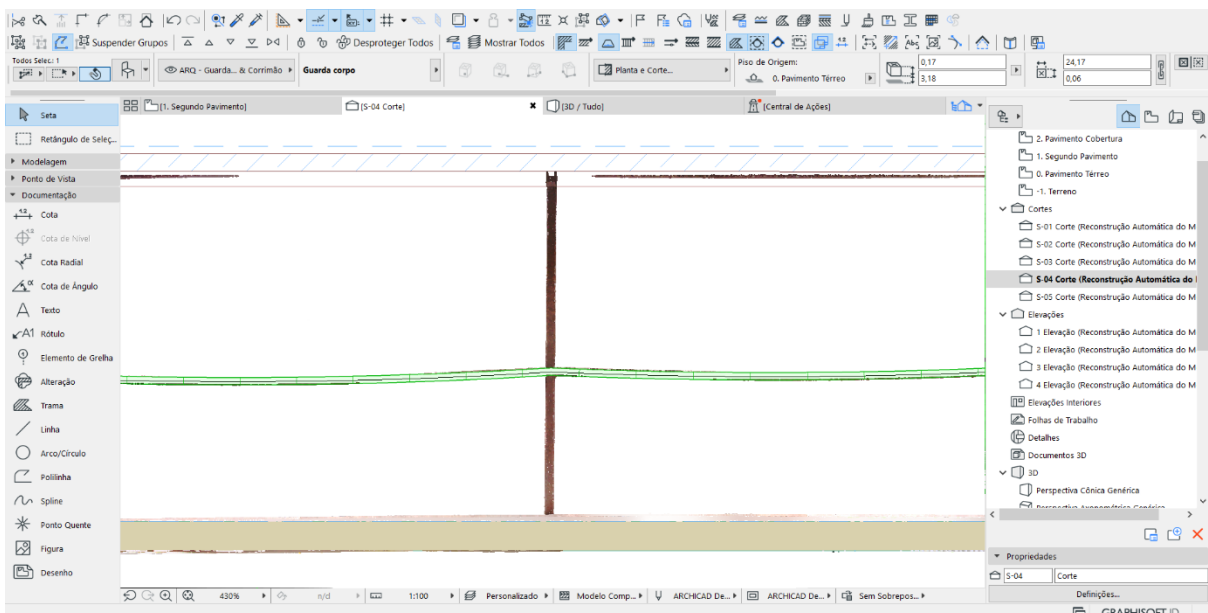 Suspender Grupos
Desproteger Todos
Mostrar Todos
Todos Selec.: 1
ARQ - Guarda... & Corrimão
Guarda corpo
Planta e Corte...
Piso de Origem:
0. Pavimento Térreo
0,17
3,18
24,17
0,06
[1. Segundo Pavimento]
[S-04 Corte]
[3D / Tudo]
[Central de Ações]
Seta
Retângulo de Seleç...
Modelagem
Ponto de Vista
Documentação
Cota
Cota de Nível
Cota Radial
Cota de Ângulo
Texto
Rótulo
Elemento de Grelha
Alteração
Trama
Linha
Arco/Círculo
Polilinha
Spline
Ponto Quente
Figura
Desenho
2. Pavimento Cobertura
1. Segundo Pavimento
0. Pavimento Térreo
-1. Terreno
Cortes
S-01 Corte (Reconstrução Automática do M
S-02 Corte (Reconstrução Automática do M
S-03 Corte (Reconstrução Automática do M
S-04 Corte (Reconstrução Automática do
S-05 Corte (Reconstrução Automática do M
Elevações
1 Elevação (Reconstrução Automática do M
2 Elevação (Reconstrução Automática do M
3 Elevação (Reconstrução Automática do M
4 Elevação (Reconstrução Automática do M
Elevações Interiores
Folhas de Trabalho
Detalhes
Documentos 3D
3D
Perspectiva Cônica Genérica
Perspectiva Axonométrica Genérica
Propriedades
S-04
Corte
Definições...
430%
n/d
1:100
Personalizado
Modelo Comp...
ARCHICAD De...
ARCHICAD De...
Sem Sobrepos...
GRAPHISOFT ID